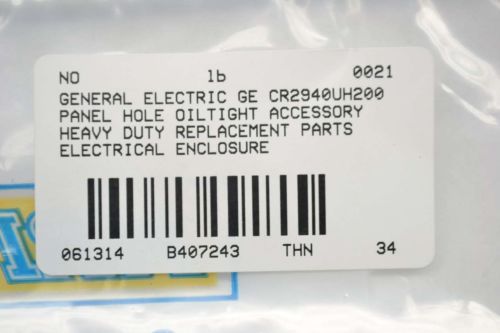 NO lb 0021
GENERAL ELECTRIC GE CR2940UH200
PANEL HOLE OILTIGHT ACCESSORY
HEAVY DUTY REPLACEMENT PARTS
ELECTRICAL ENCLOSURE
061314 B407243 THN 34